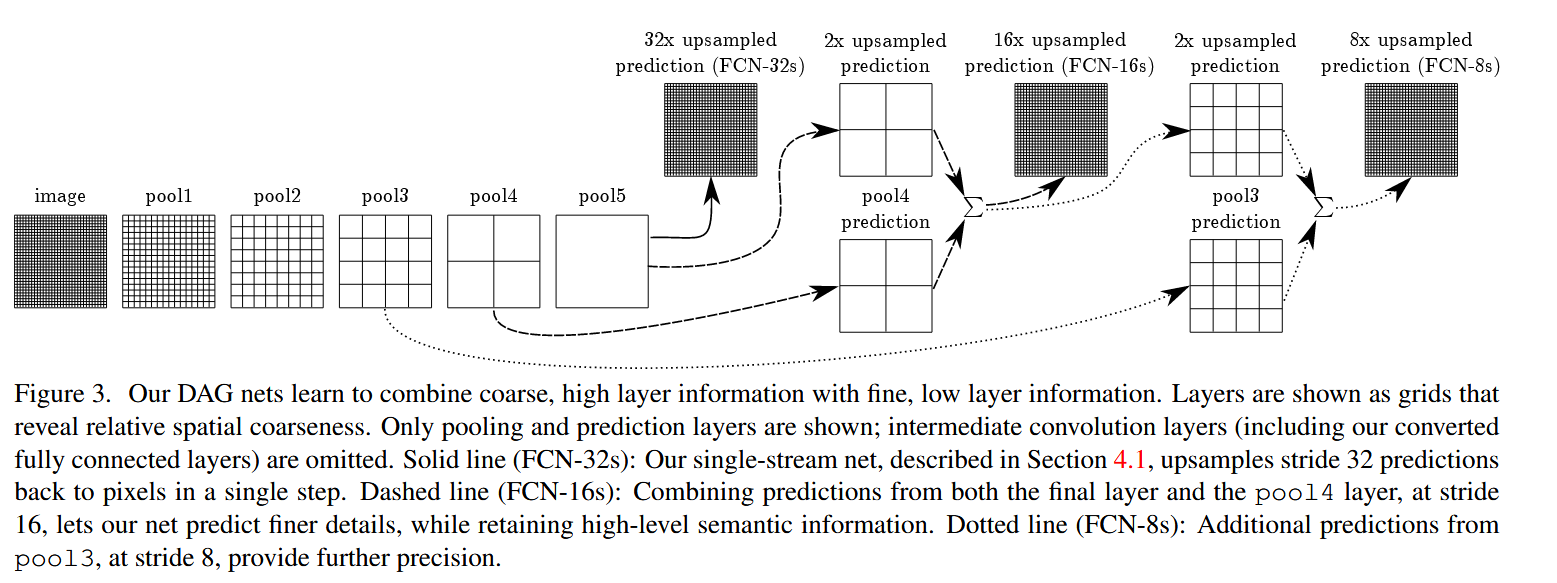 32x upsampled
prediction (FCN-32s)
2x upsampled
prediction
16x upsampled
prediction (FCN-16s)
2x upsampled
prediction
8x upsampled
prediction (FCN-8s)
image
pool1
pool2
pool3
pool4
pool5
pool4
prediction
Σ
pool3
prediction
Σ
Figure 3. Our DAG nets learn to combine coarse, high layer information with fine, low layer information. Layers are shown as grids that
reveal relative spatial coarseness. Only pooling and prediction layers are shown; intermediate convolution layers (including our converted
fully connected layers) are omitted. Solid line (FCN-32s): Our single-stream net, described in Section 4.1, upsamples stride 32 predictions
back to pixels in a single step. Dashed line (FCN-16s): Combining predictions from both the final layer and the pool4 layer, at stride
16, lets our net predict finer details, while retaining high-level semantic information. Dotted line (FCN-8s): Additional predictions from
pool3, at stride 8, provide further precision.